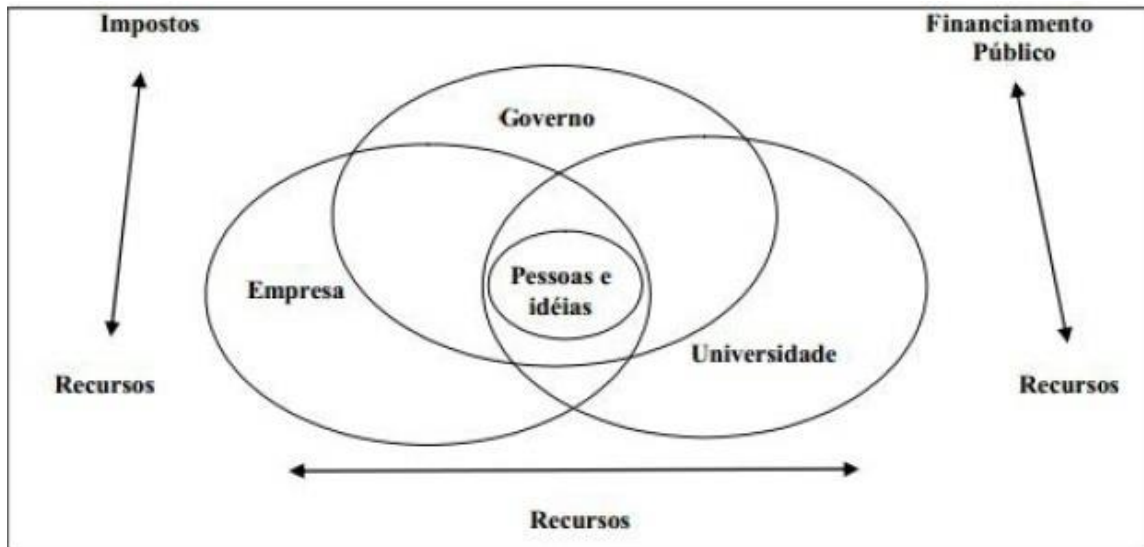 Impostos
Financiamento
Público
Governo
Pessoas e
idéias
Empresa
Universidade
Recursos
Recursos
Recursos